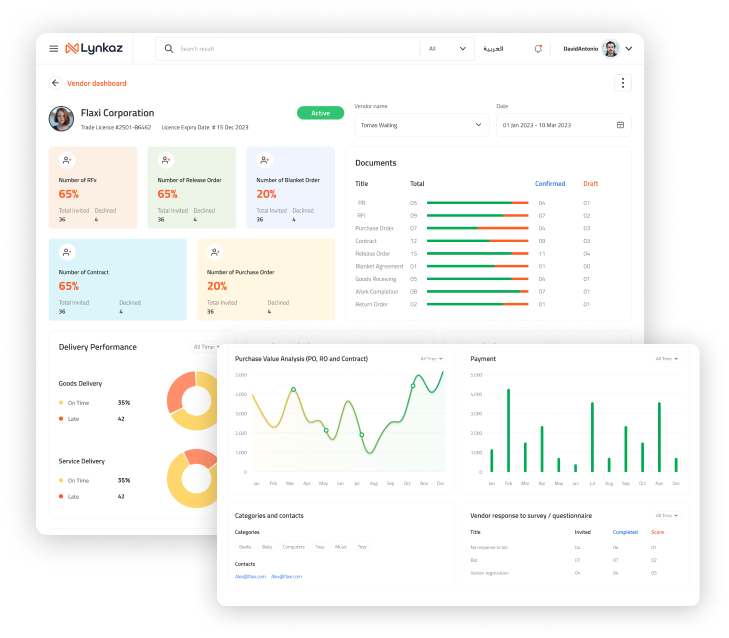 Lynkaz
Search result
All
العربية
DavidAntonio
Vendor dashboard
Flaxi Corporation
Trade Licence #2501-86462 Licence Expiry Date # 15 Dec 2023
Active
Vendor name
Tomas Wailing
Date
01 Jan 2023 - 10 Mar 2023
Number of RFx
65%
Total Invited Declined
36 4
Number of Release Order
65%
Total Invited Declined
36 4
Number of Blanket Order
20%
Total Invited Declined
36 4
Number of Contract
65%
Total Invited Declined
36 4
Number of Purchase Order
20%
Total Invited Declined
36 4
Documents
Title Total Confirmed Draft
PR 05 04 01
RFI 09 07 02
Purchase Order 07 04 03
Contract 12 09 03
Release Order 15 11 04
Blanket Agreement 01 01 00
Goods Receiving 05 04 01
Work Completion 08 07 01
Return Order 02 01 01
Delivery Performance
All Time
Goods Delivery
On Time 35%
Late 42
Service Delivery
On Time 35%
Late 42
Purchase Value Analysis (PO, RO and Contract)
All Time
5,000
4,000
3,000
2,000
1,000
0
Jan Feb Mar Apr May Jun Jul Aug Sep Oct Nov Dec
Payment
All Time
5,000
4,000
3,000
2,000
1,000
0
Jan Feb Mar Apr May Jun Jul Aug Sep Oct Nov Dec
Categories and contacts
Categories
Books Baby Computers Toys Music Toys
Contacts
Alex@flaxi.com Alex@flaxi.com
Vendor response to survey / questionnaire
All Time
Title Invited Completed Score
No response to bid 04 04 01
Bid 07 07 02
Vendor registration 04 04 03